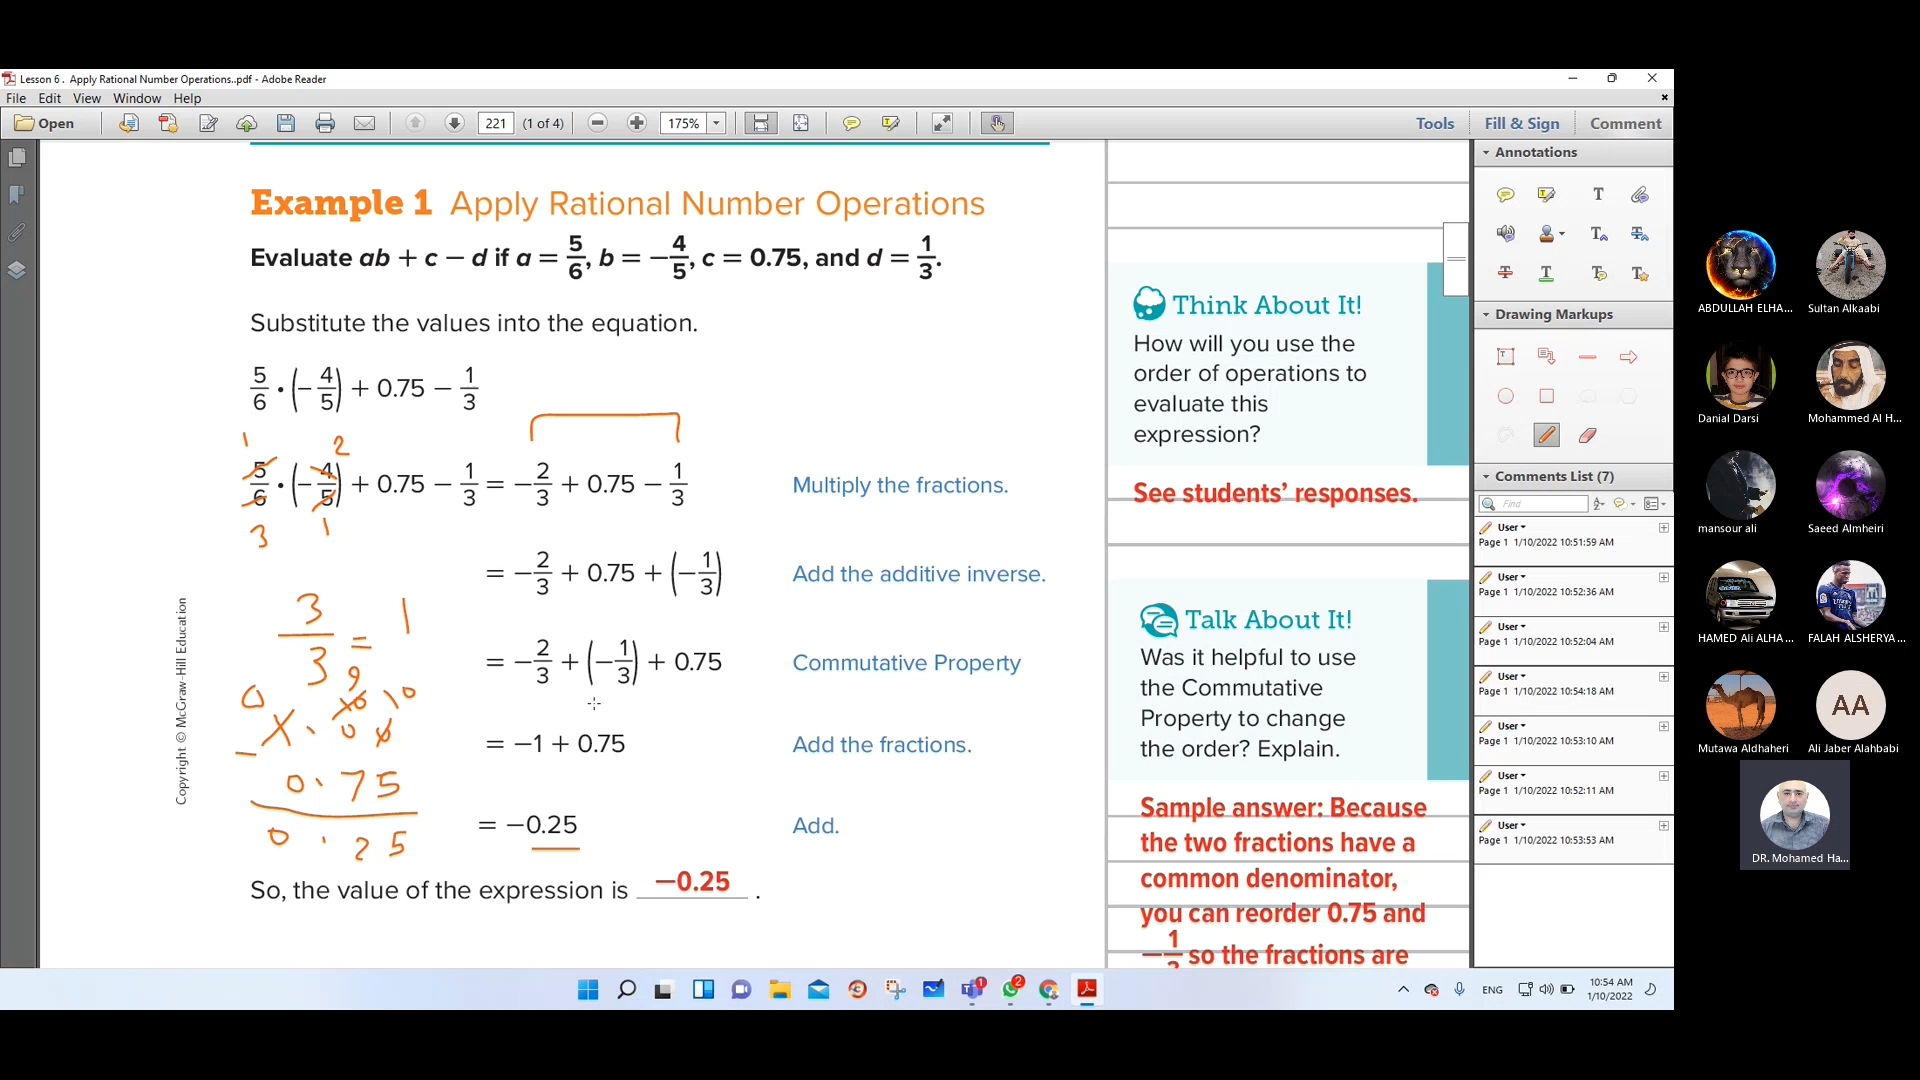 Lesson 6 . Apply Rational Number Operations..pdf - Adobe Reader
File Edit View Window Help
Open 221 (1 of 4) 175% Tools Fill & Sign Comment
Example 1 Apply Rational Number Operations
Evaluate ab + c − d if a = 5/6, b = −4/5, c = 0.75, and d = 1/3.
Substitute the values into the equation.
5/6 • (−4/5) + 0.75 − 1/3
1 2
5/6 • (−4/5) + 0.75 − 1/3 = −2/3 + 0.75 − 1/3 Multiply the fractions.
3 1
= −2/3 + 0.75 + (−1/3) Add the additive inverse.
3/3 = 1
= −2/3 + (−1/3) + 0.75 Commutative Property
= −1 + 0.75 Add the fractions.
0.75
0.25
= −0.25 Add.
So, the value of the expression is −0.25 .
Copyright © McGraw-Hill Education
Think About It!
How will you use the
order of operations to
evaluate this
expression?
See students’ responses.
Talk About It!
Was it helpful to use
the Commutative
Property to change
the order? Explain.
Sample answer: Because
the two fractions have a
common denominator,
you can reorder 0.75 and
so the fractions are
Annotations
Drawing Markups
Comments List (7)
Find
User
Page 1 1/10/2022 10:51:59 AM
User
Page 1 1/10/2022 10:52:36 AM
User
Page 1 1/10/2022 10:52:04 AM
User
Page 1 1/10/2022 10:54:18 AM
User
Page 1 1/10/2022 10:53:10 AM
User
Page 1 1/10/2022 10:52:11 AM
User
Page 1 1/10/2022 10:53:53 AM
ABDULLAH ELHA... Sultan Alkaabi
Danial Darsi Mohammed Al H...
mansour ali Saeed Almheiri
HAMED Ali ALHA... FALAH ALSHERYA...
AA
Mutawa Aldhaheri Ali Jaber Alahbabi
DR. Mohamed Ha...
1 2
ENG 10:54 AM
1/10/2022